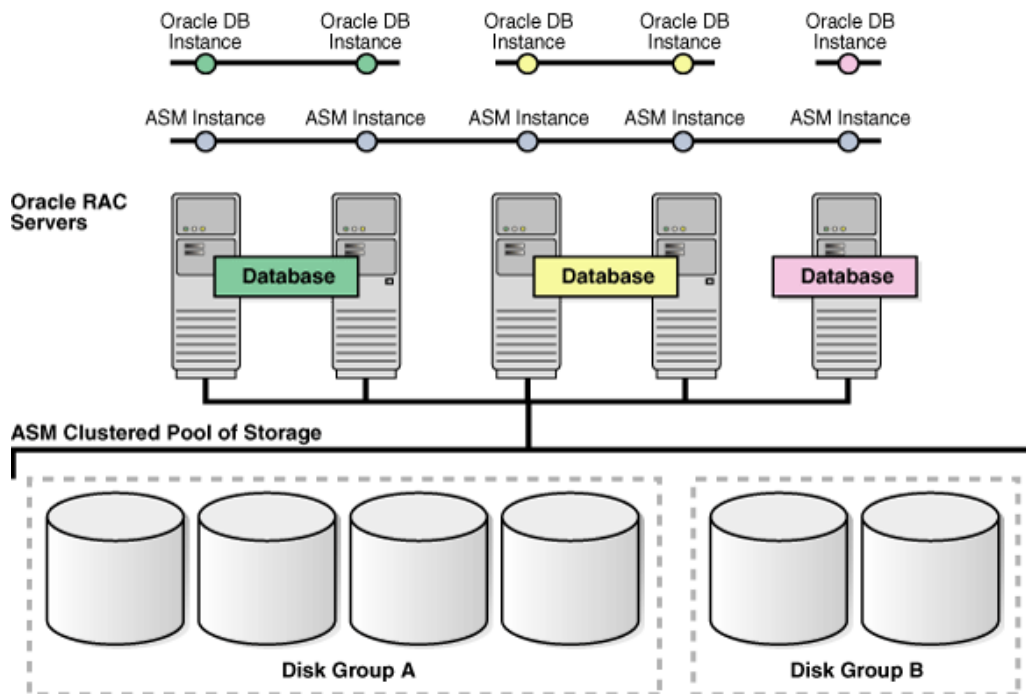 Oracle DB
Instance
Oracle DB
Instance
Oracle DB
Instance
Oracle DB
Instance
Oracle DB
Instance
ASM Instance
ASM Instance
ASM Instance
ASM Instance
ASM Instance
Oracle RAC
Servers
Database
Database
Database
ASM Clustered Pool of Storage
Disk Group A
Disk Group B